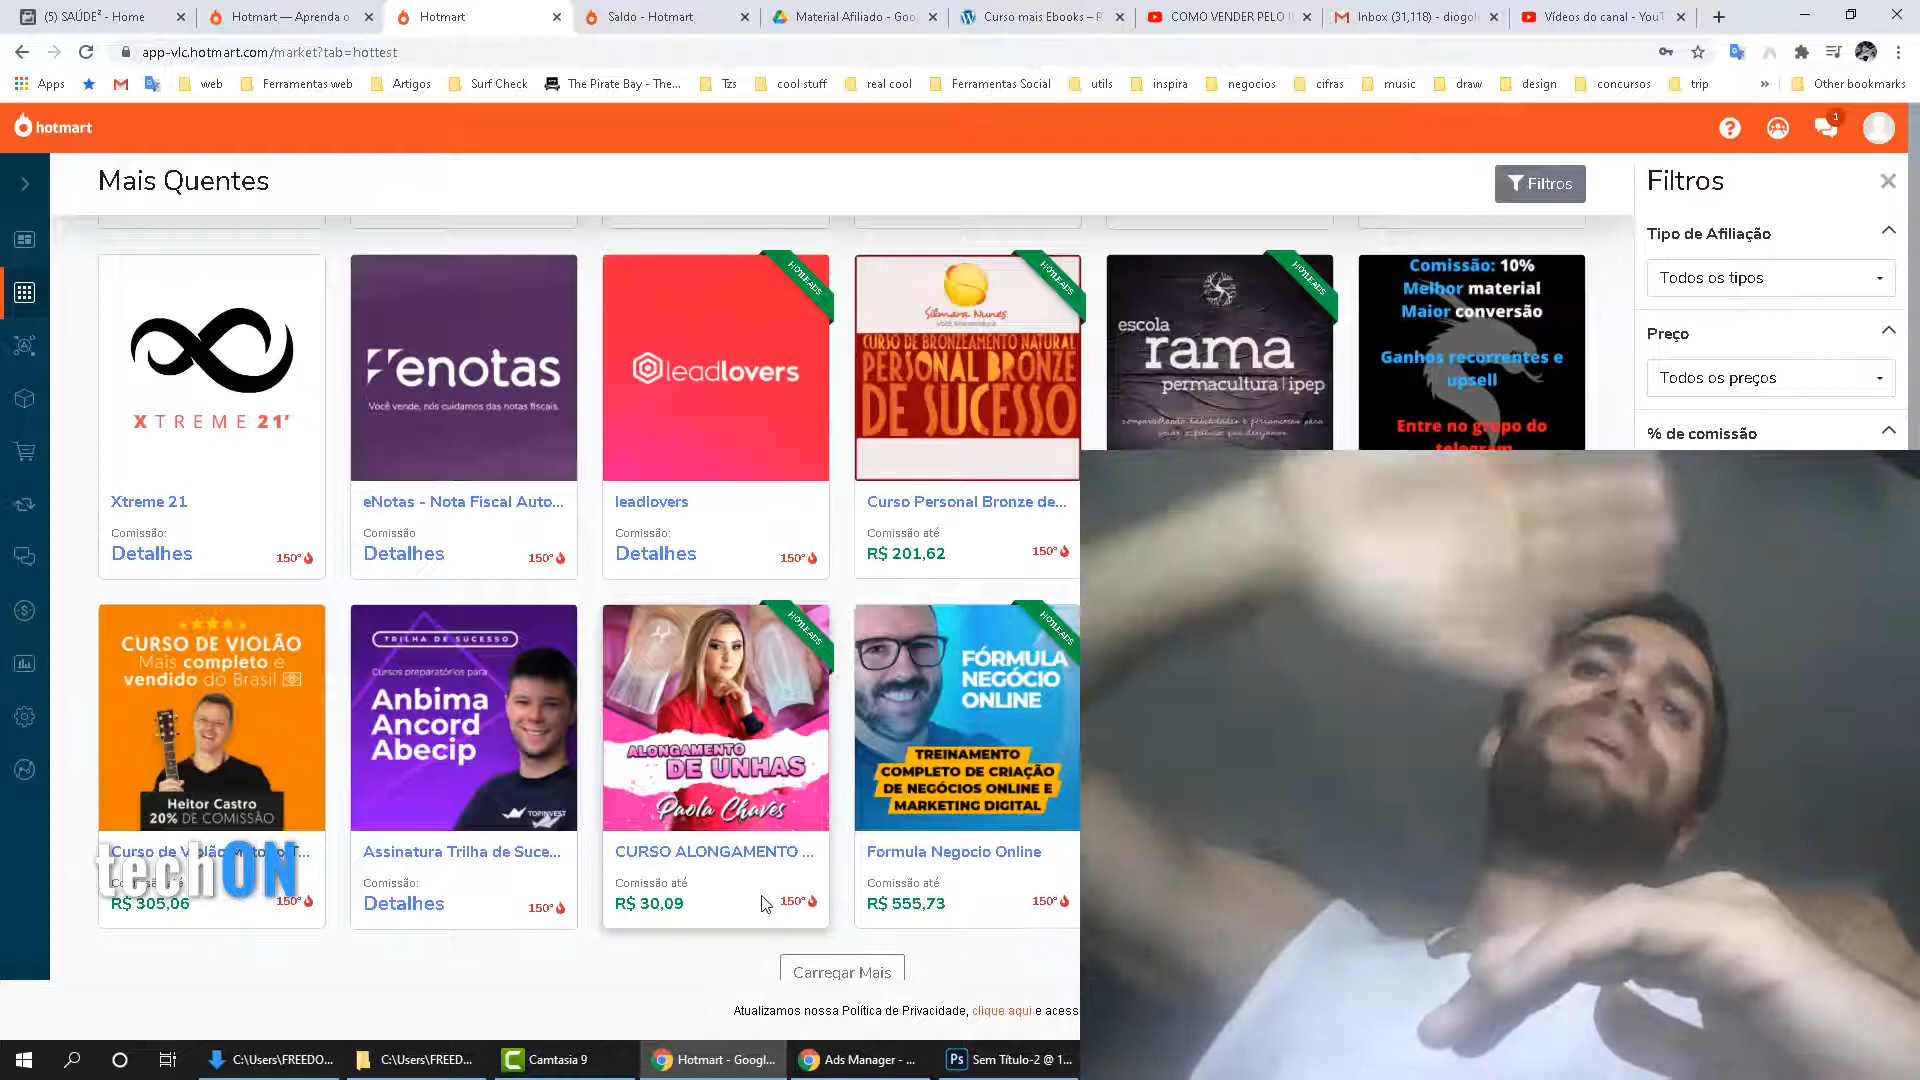 (5) SAÚDE² - Home
Hotmart — Aprenda o
Hotmart
Saldo - Hotmart
Material Afiliado - Goo
Curso mais Ebooks – P
COMO VENDER PELO
Inbox (31,118) - diogol
Vídeos do canal - YouT
app-vlc.hotmart.com/market?tab=hottest
Apps
web
Ferramentas web
Artigos
Surf Check
The Pirate Bay - The...
Tzs
cool stuff
real cool
Ferramentas Social
utils
inspira
negocios
cifras
music
draw
design
concursos
trip
»
Other bookmarks
hotmart
1
Mais Quentes
Filtros
Filtros
Tipo de Afiliação
Todos os tipos
Preço
Todos os preços
% de comissão
XTREME 21'
enotas
Você vende, nós cuidamos das notas fiscais.
HOTLEADS
leadlovers
HOTLEADS
Silmara Nunes
CURSO DE BRONZEAMENTO NATURAL
PERSONAL BRONZE
DE SUCESSO
HOTLEADS
escola
rama
permacultura | ipep
Comissão: 10%
Melhor material
Maior conversão
Ganhos recorrentes e
upsell
Entre no grupo do
telegram
Xtreme 21
Comissão:
Detalhes
150°
eNotas - Nota Fiscal Auto...
Comissão
Detalhes
150°
leadlovers
Comissão:
Detalhes
150°
Curso Personal Bronze de...
Comissão até
R$ 201,62
150°
CURSO DE VIOLÃO
Mais completo e
vendido do Brasil
Heitor Castro
20% DE COMISSÃO
TRILHA DE SUCESSO
Cursos preparatórios para
Anbima
Ancord
Abecip
TOPINVEST
HOTLEADS
ALONGAMENTO
DE UNHAS
Paola Chaves
HOTLEADS
FÓRMULA
NEGÓCIO
ONLINE
TREINAMENTO
COMPLETO DE CRIAÇÃO
DE NEGÓCIOS ONLINE E
MARKETING DIGITAL
techON
R$ 305,06
150°
Assinatura Trilha de Suce...
Comissão:
Detalhes
150°
CURSO ALONGAMENTO ...
Comissão até
R$ 30,09
150°
Formula Negocio Online
Comissão até
R$ 555,73
150°
Carregar Mais
Atualizamos nossa Política de Privacidade, clique aqui e acess
C:\Users\FREEDO...
C:\Users\FREED...
Camtasia 9
Hotmart - Googl...
Ads Manager - ...
Ps
Sem Título-2 @ 1...